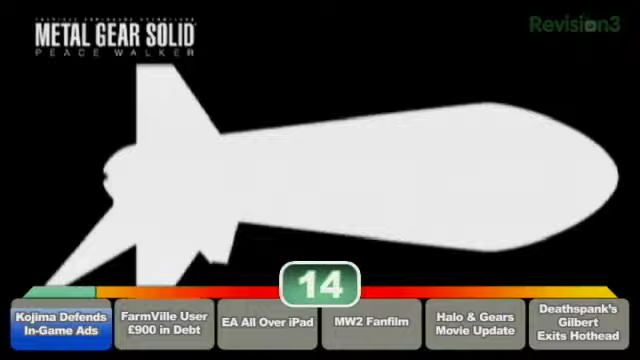 METAL GEAR SOLID
PEACE WALKER
Revision3
14
Kojima Defends
In-Game Ads
FarmVille User
£900 in Debt
EA All Over iPad
MW2 Fanfilm
Halo & Gears
Movie Update
Deathspank's
Gilbert
Exits Hothead